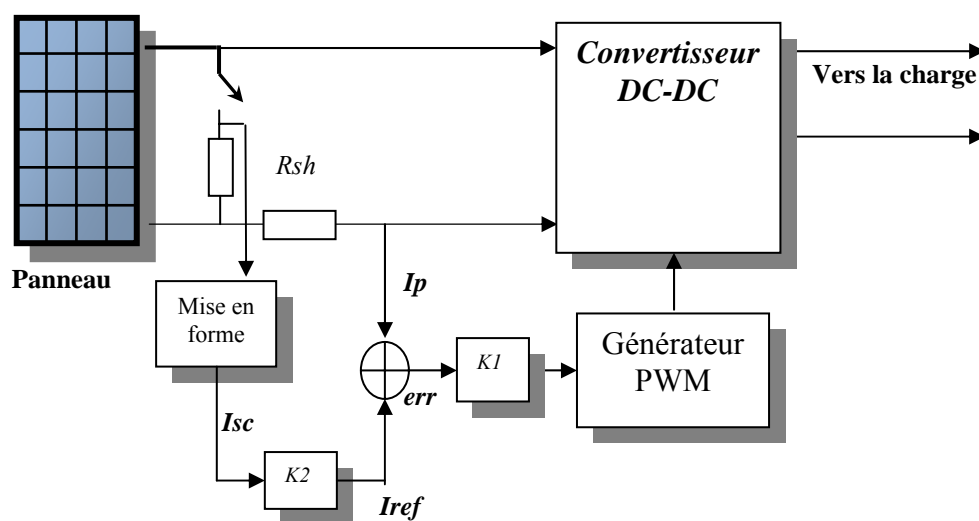 Convertisseur
DC-DC
Vers la charge
Rsh
Panneau
Ip
Mise en
forme
K1
Générateur
PWM
err
Isc
K2
Iref